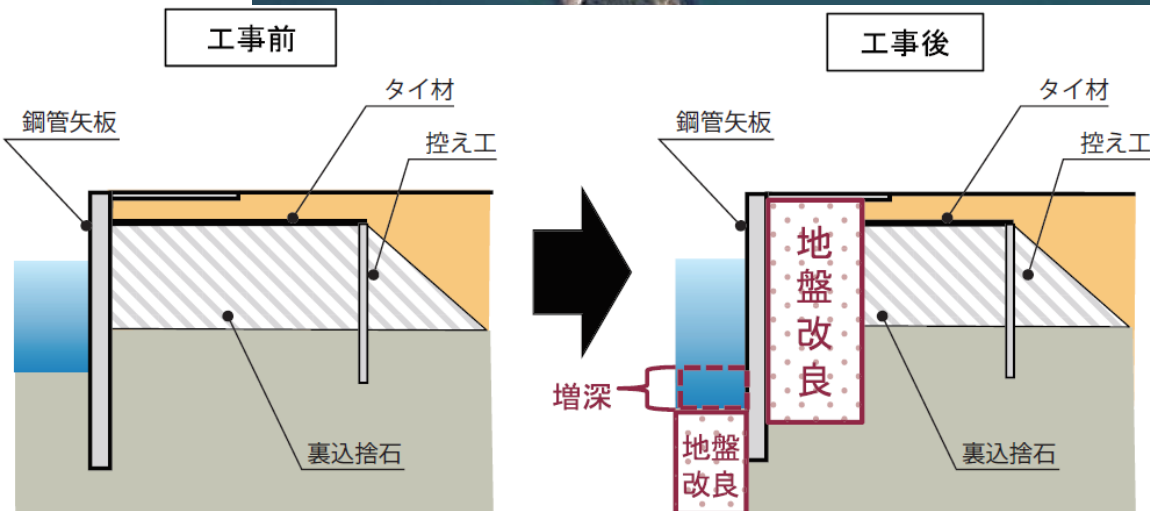 工事前
鋼管矢板
タイ材
控え工
裏込捨石
工事後
鋼管矢板
タイ材
控え工
地盤改良
増深
地盤
改良
裏込捨石